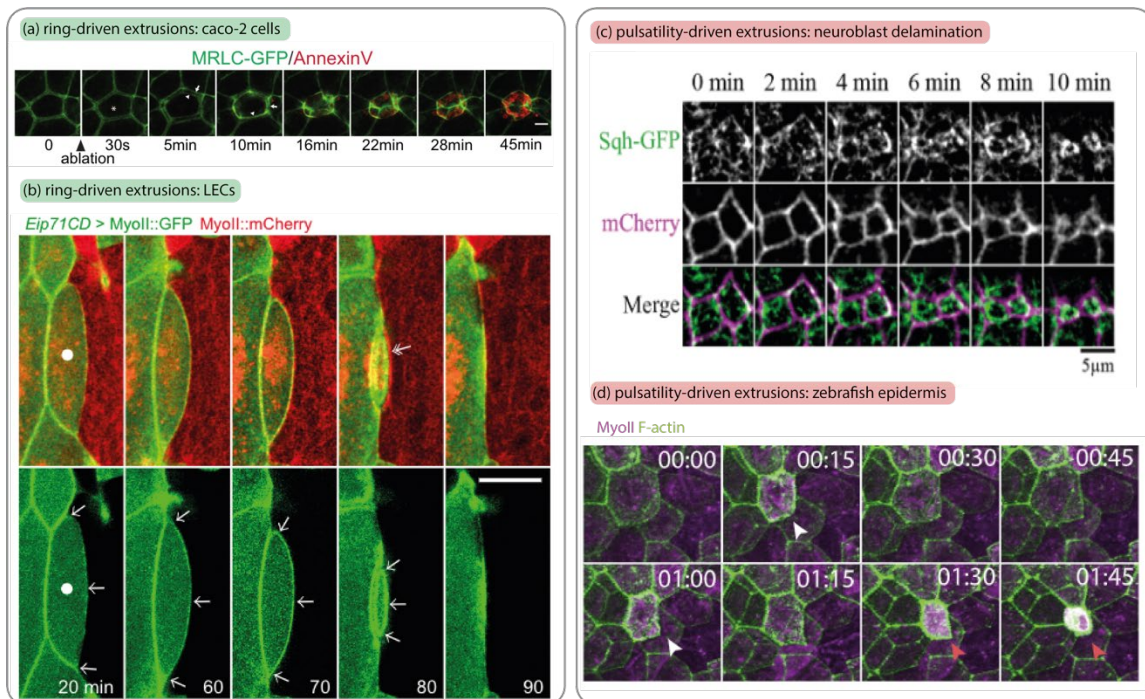 (a) ring-driven extrusions: caco-2 cells
MRLC-GFP/AnnexinV
0 30s 5min 10min 16min 22min 28min 45min
ablation
(b) ring-driven extrusions: LECs
Eip71CD > MyoII::GFP MyoII::mCherry
20 min 60 70 80 90
(c) pulsatility-driven extrusions: neuroblast delamination
0 min 2 min 4 min 6 min 8 min 10 min
Sqh-GFP
mCherry
Merge
5µm
(d) pulsatility-driven extrusions: zebrafish epidermis
MyoII F-actin
00:00 00:15 00:30 00:45
01:00 01:15 01:30 01:45